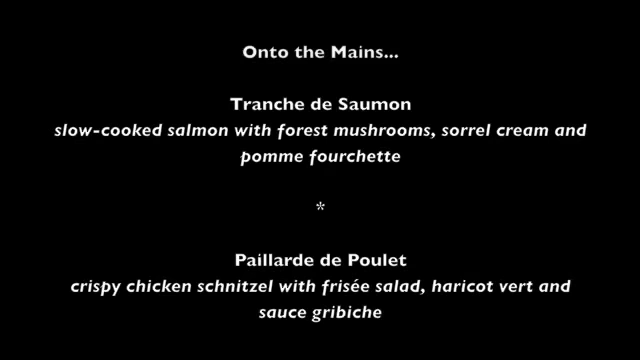 Onto the Mains...
Tranche de Saumon
slow-cooked salmon with forest mushrooms, sorrel cream and
pomme fourchette
*
Paillarde de Poulet
crispy chicken schnitzel with frisée salad, haricot vert and
sauce gribiche